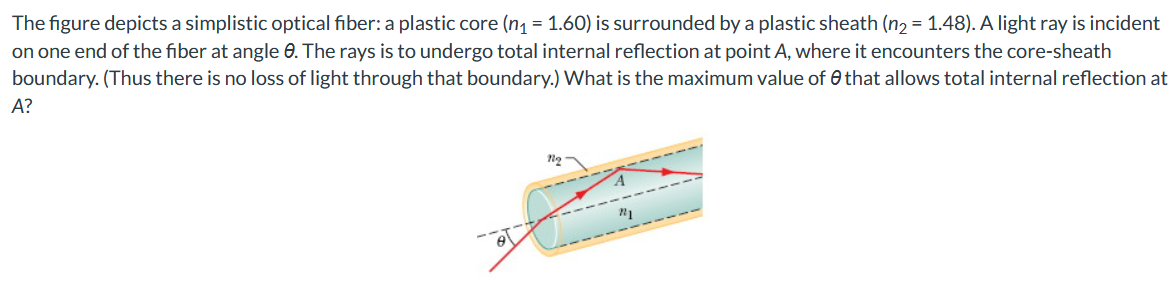 The figure depicts a simplistic optical fiber: a plastic core (n₁ = 1.60) is surrounded by a plastic sheath (n₂ = 1.48). A light ray is incident
on one end of the fiber at angle θ. The rays is to undergo total internal reflection at point A, where it encounters the core-sheath
boundary. (Thus there is no loss of light through that boundary.) What is the maximum value of θ that allows total internal reflection at
A?
n₂
A
n₁
θ